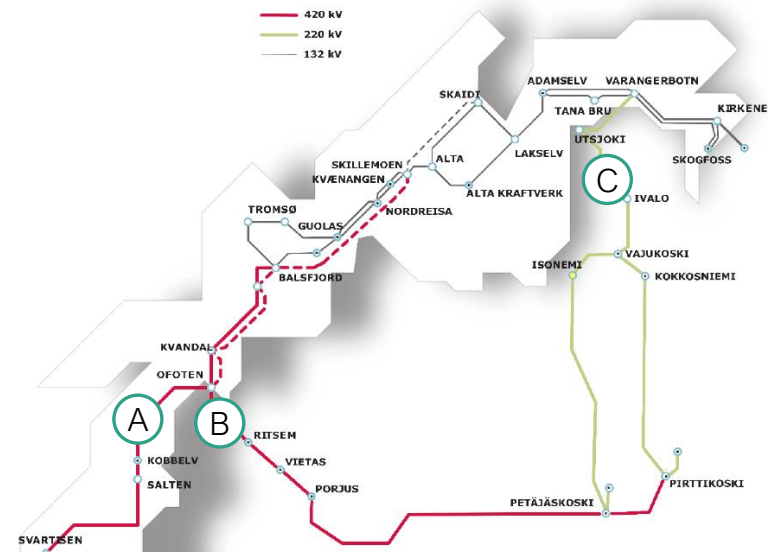 420 kV
220 kV
132 kV
SKAIDI
ADAMSELV
VARANGERBOTN
TANA BRU
KIRKENE
UTSJOKI
SKOGFOSS
LAKSELV
SKILLEMOEN
ALTA
KVÆNANGEN
ALTA KRAFTVERK
C
IVALO
NORDREISA
TROMSØ
GUOLAS
VAJUKOSKI
ISONEMI
KOKKOSNIEMI
BALSFJORD
KVANDAL
OFOTEN
A
B
RITSEM
KOBBELV
VIETAS
SALTEN
PORJUS
PIRTTIKOSKI
PETÄJÄSKOSKI
SVARTISEN